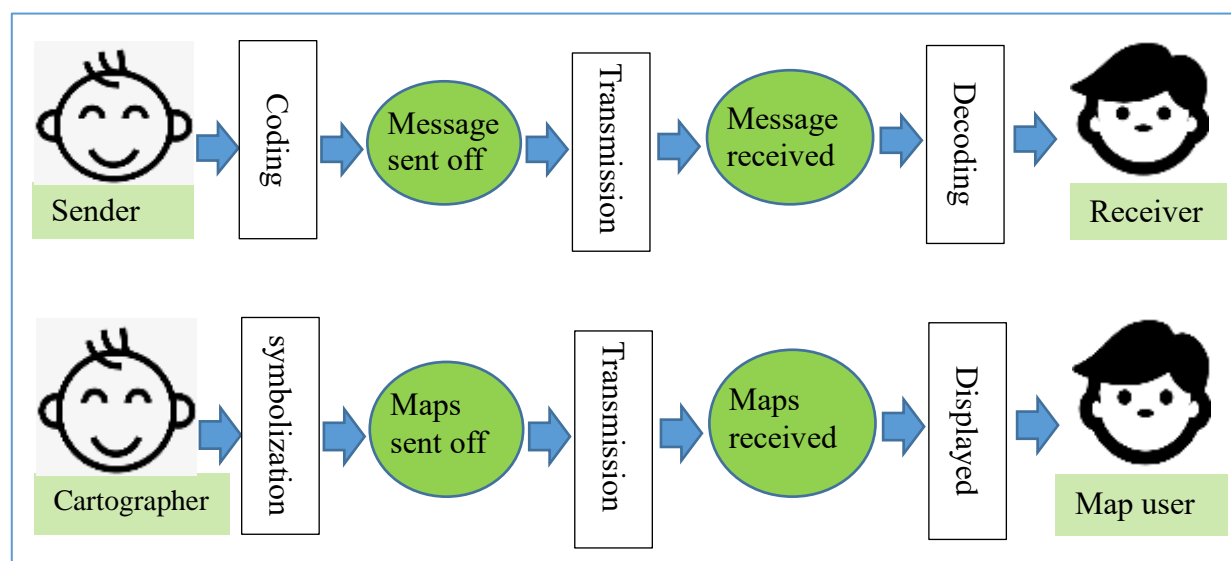 Sender
Coding
Message
sent off
Transmission
Message
received
Decoding
Receiver
Cartographer
symbolization
Maps
sent off
Transmission
Maps
received
Displayed
Map user